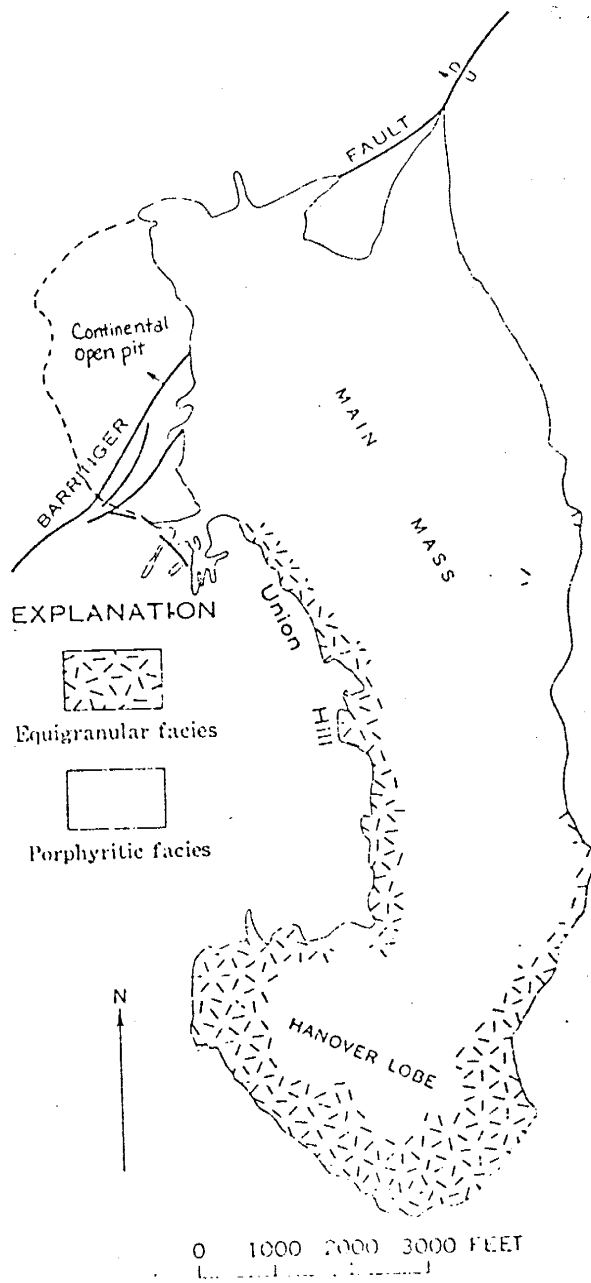 D
U
FAULT
Continental
open pit
BARRINGER
MAIN
MASS
EXPLANATION
Equigranular facies
Porphyritic facies
Union
Hill
N
HANOVER LOBE
0 1000 2000 3000 FEET